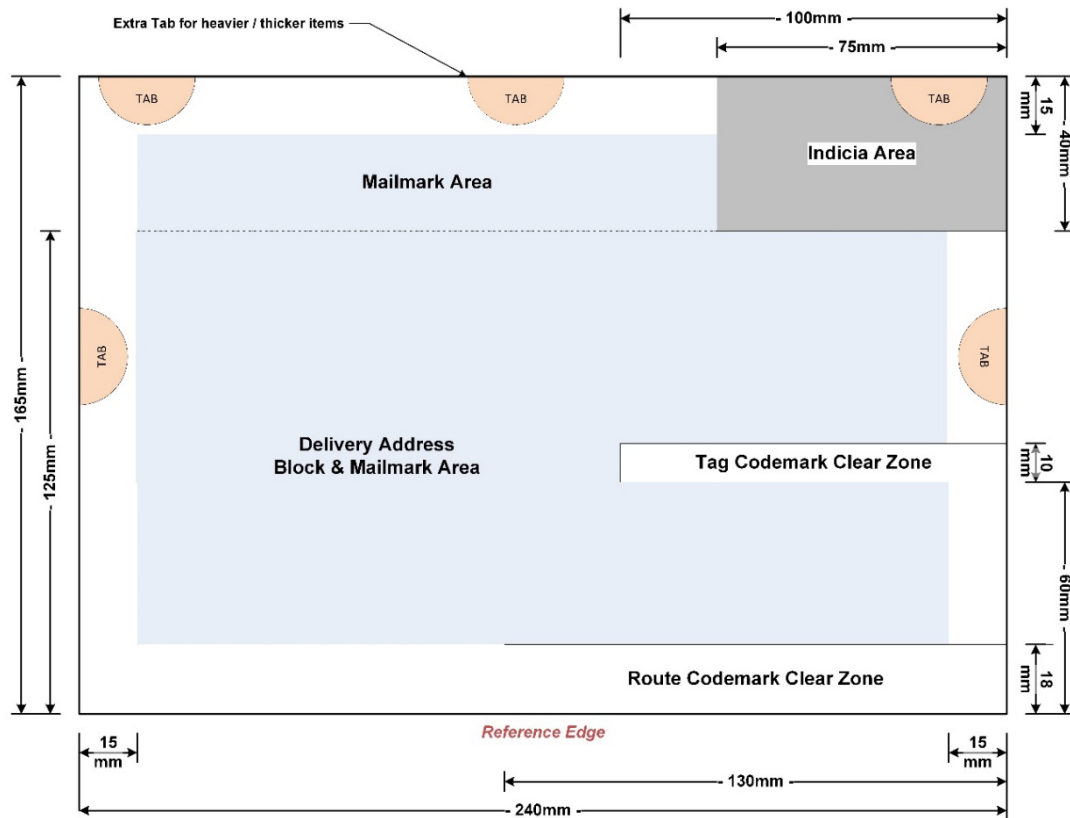 Extra Tab for heavier / thicker items
100mm
75mm
TAB
TAB
TAB
15
mm
40mm
Indicia Area
Mailmark Area
165mm
125mm
TAB
TAB
Delivery Address
Block & Mailmark Area
Tag Codemark Clear Zone
10
mm
60mm
Route Codemark Clear Zone
18
mm
Reference Edge
15
mm
15
mm
130mm
240mm